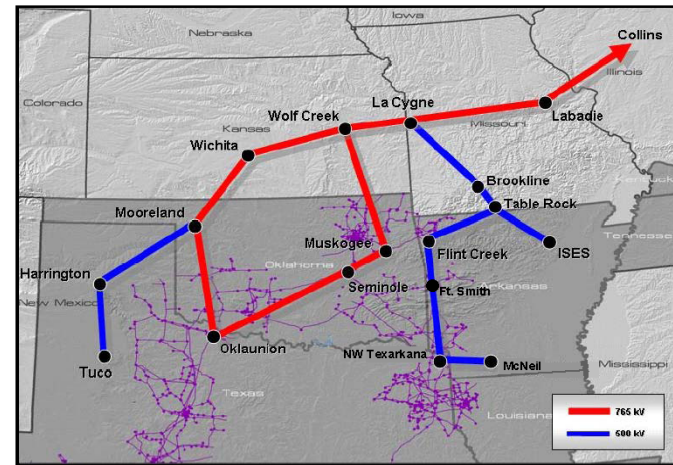 Iowa
Nebraska
Collins
Illinois
La Cygne
Colorado
Wolf Creek
Labadie
Kansas
Missouri
Wichita
Brookline
Table Rock
Mooreland
Tennessee
Muskogee
Flint Creek
ISES
Oklahoma
Harrington
Seminole
Ft. Smith
Arkansas
New Mexico
Oklaunion
NW Texarkana
McNeil
Mississippi
Tuco
Texas
Louisiana
765 kV
500 kV